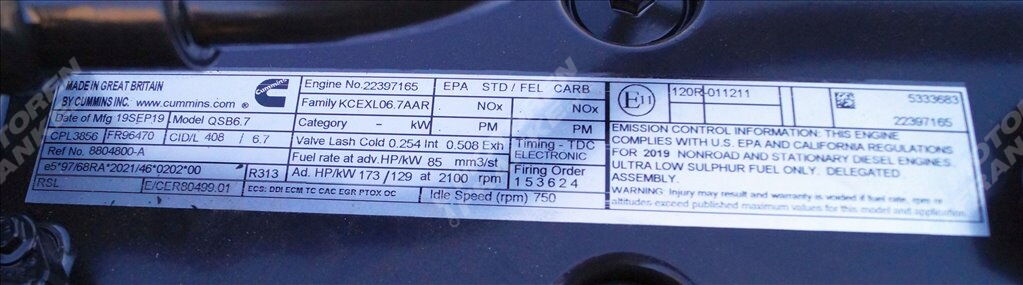 MADE IN GREAT BRITAIN
BY CUMMINS INC. www.cummins.com.
Cummins
Date of Mfg 19SEP19 Model QSB6.7
CPL3856 FR96470 CID/L 408 / 6.7
Ref No. 8804800-A
e5*97/68RA*2021/46*0202*00 R313
RSL E/CER80499.01
Engine No. 22397165
Family KCEXL06.7AAR
Category – kW
Valve Lash Cold 0.254 Int 0.508 Exh
Fuel rate at adv.HP/kW 85 mm3/st
Ad. HP/kW 173 / 129 at 2100 rpm
ECS: DDI ECM TC CAC EGR PTOX OC
Idle Speed (rpm) 750
EPA STD / FEL CARB
NOx NOx
PM PM
Timing - TDC
ELECTRONIC
Firing Order
1 5 3 6 2 4
E11
120R-011211
5333683
22397165
EMISSION CONTROL INFORMATION: THIS ENGINE
COMPLIES WITH U.S. EPA AND CALIFORNIA REGULATIONS
FOR 2019 NONROAD AND STATIONARY DIESEL ENGINES.
ULTRA LOW SULPHUR FUEL ONLY. DELEGATED
ASSEMBLY.
WARNING: Injury may result and warranty is voided if fuel rate, rpm or
altitudes exceed published maximum values for this model and application.